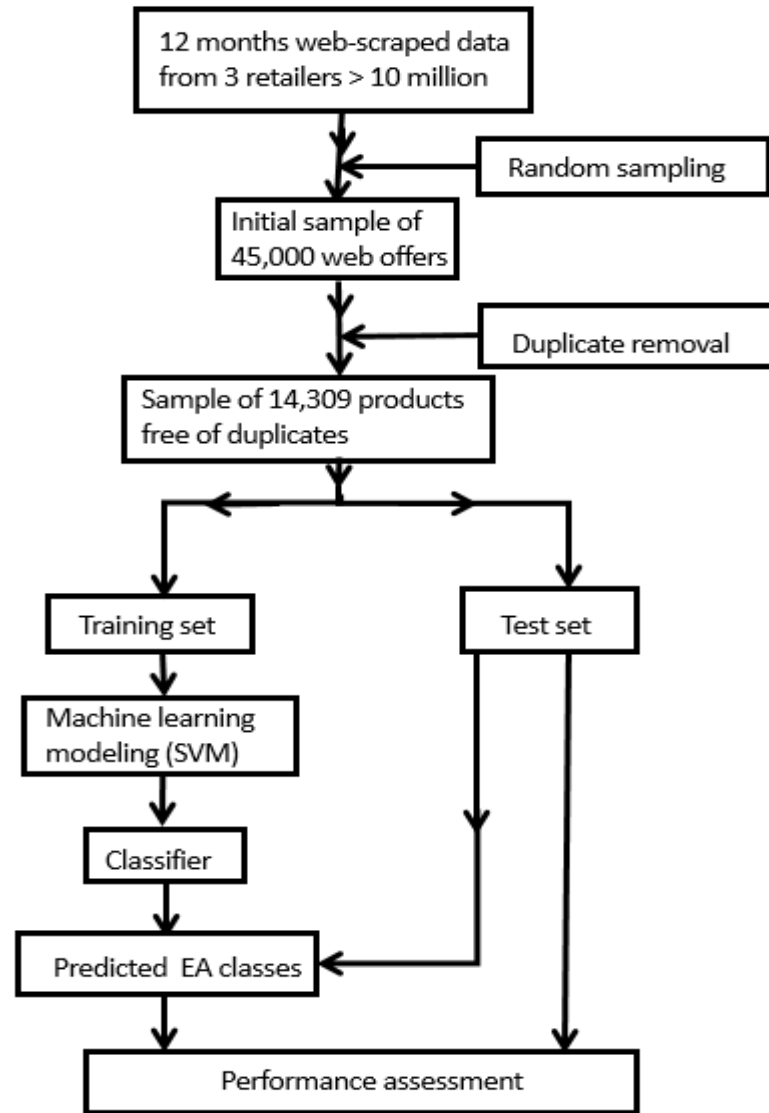 12 months web-scraped data
from 3 retailers > 10 million
Random sampling
Initial sample of
45,000 web offers
Duplicate removal
Sample of 14,309 products
free of duplicates
Training set
Test set
Machine learning
modeling (SVM)
Classifier
Predicted EA classes
Performance assessment